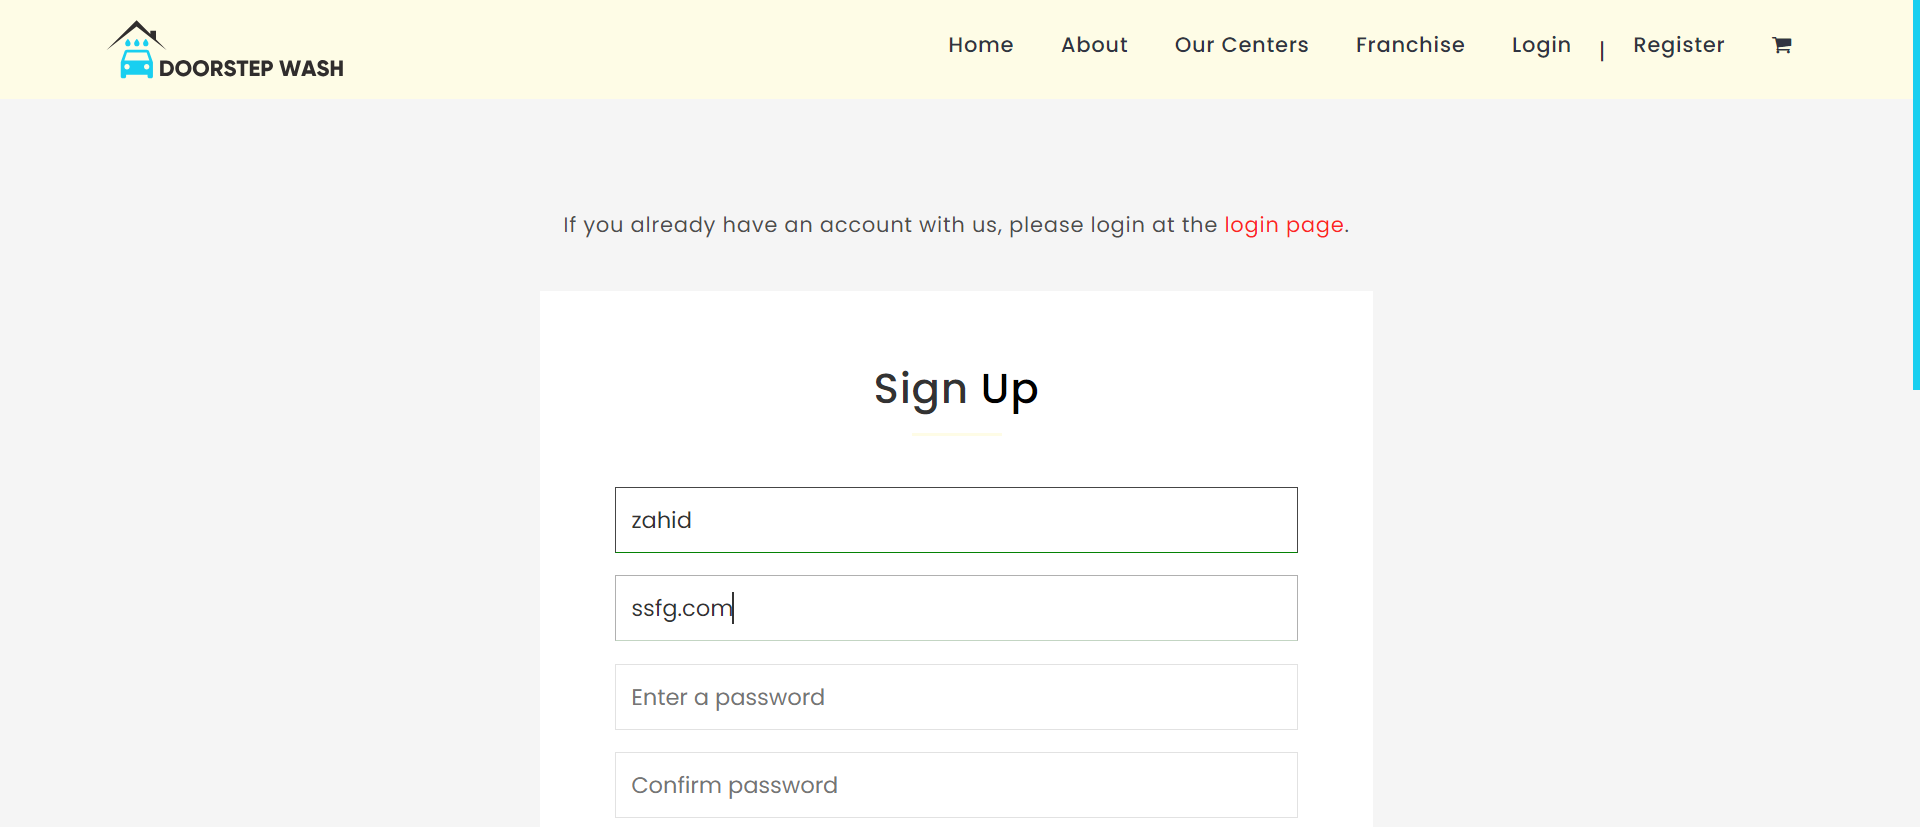 DOORSTEP WASH
Home About Our Centers Franchise Login | Register
If you already have an account with us, please login at the login page.
Sign Up
zahid
ssfg.com
Enter a password
Confirm password